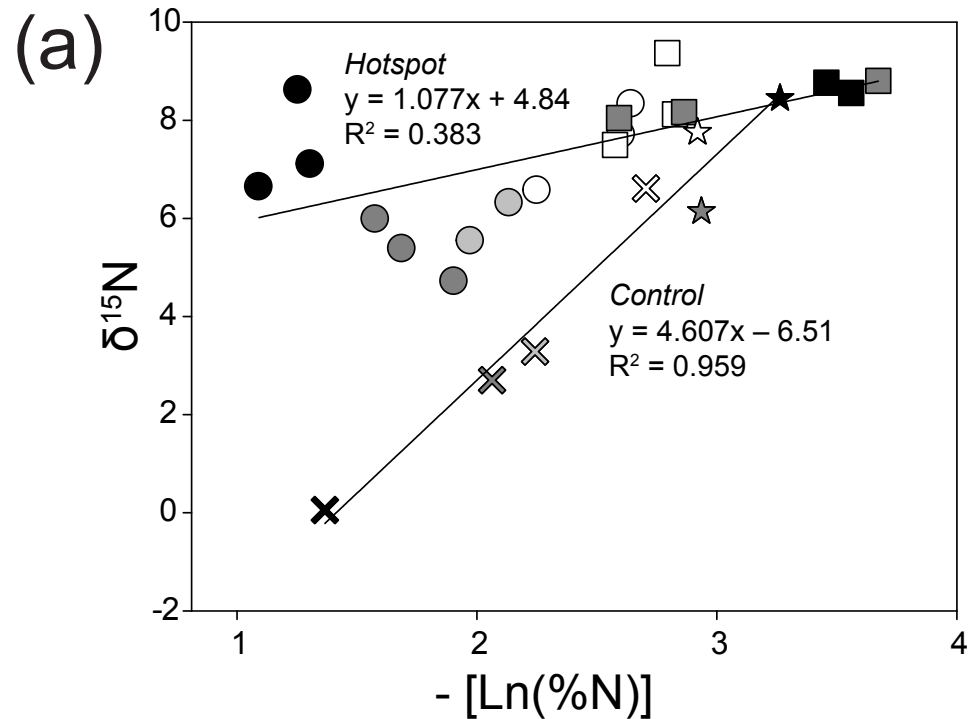 (a)
10
8
6
4
2
0
-2
δ¹⁵N
Hotspot
y = 1.077x + 4.84
R² = 0.383
Control
y = 4.607x – 6.51
R² = 0.959
1 2 3 4
- [Ln(%N)]